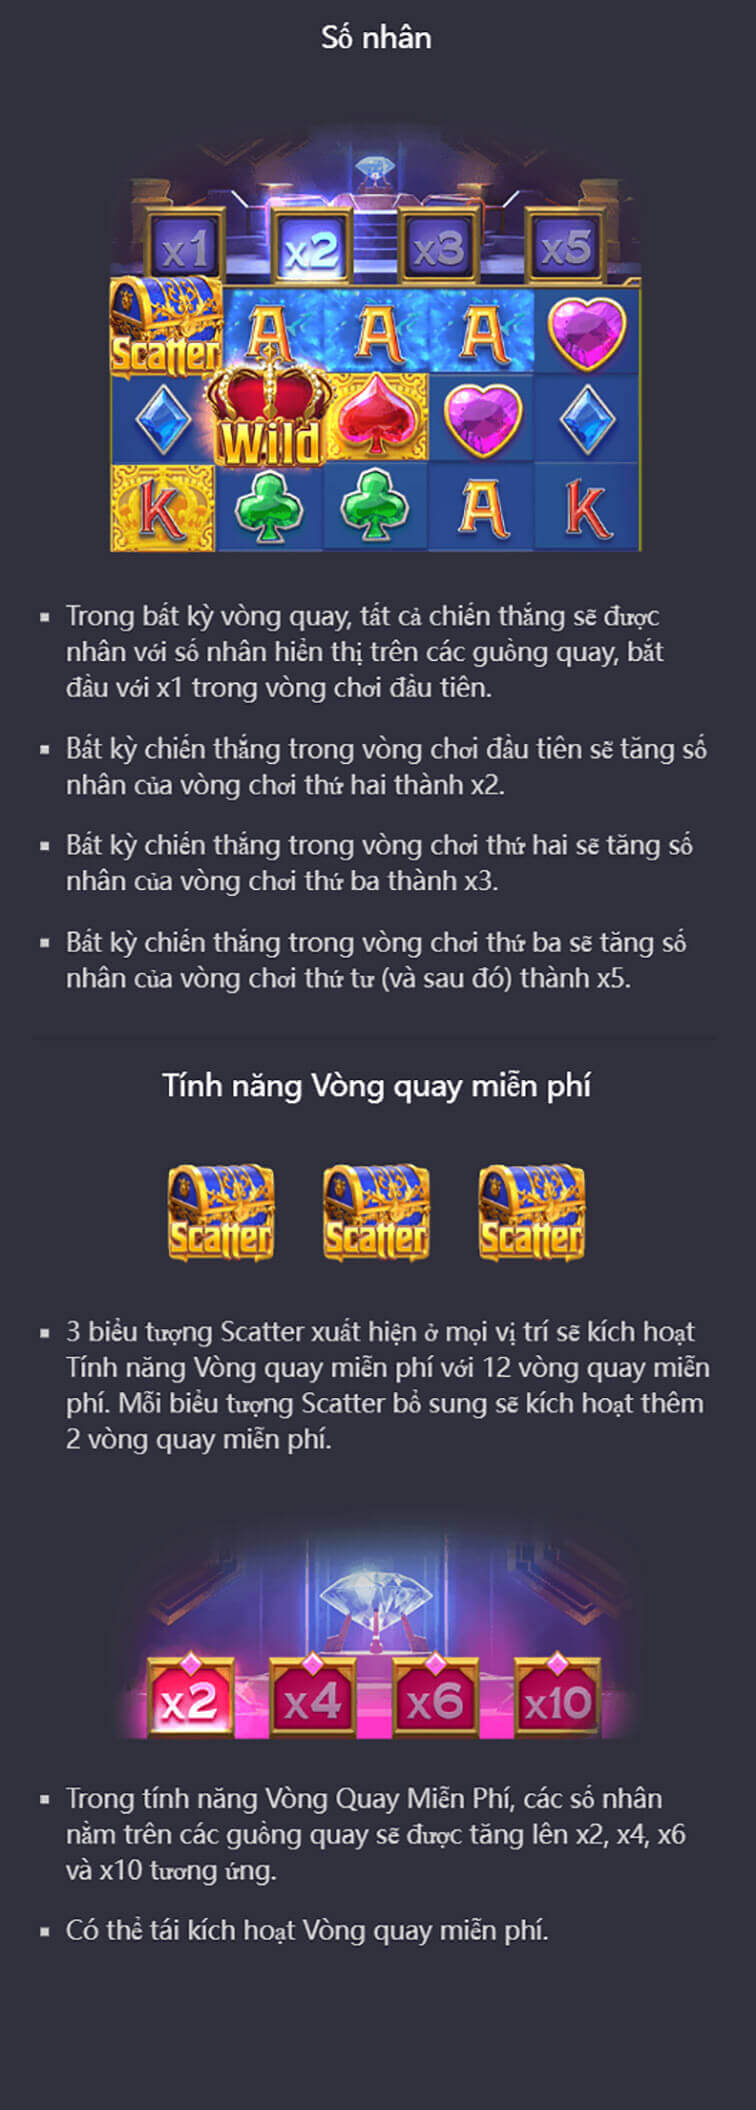 Số nhân
x1 x2 x3 x5
Scatter A A A
Wild
K A K
Trong bất kỳ vòng quay, tất cả chiến thắng sẽ được
nhân với số nhân hiển thị trên các guồng quay, bắt
đầu với x1 trong vòng chơi đầu tiên.
Bất kỳ chiến thắng trong vòng chơi đầu tiên sẽ tăng số
nhân của vòng chơi thứ hai thành x2.
Bất kỳ chiến thắng trong vòng chơi thứ hai sẽ tăng số
nhân của vòng chơi thứ ba thành x3.
Bất kỳ chiến thắng trong vòng chơi thứ ba sẽ tăng số
nhân của vòng chơi thứ tư (và sau đó) thành x5.
Tính năng Vòng quay miễn phí
Scatter Scatter Scatter
3 biểu tượng Scatter xuất hiện ở mọi vị trí sẽ kích hoạt
Tính năng Vòng quay miễn phí với 12 vòng quay miễn
phí. Mỗi biểu tượng Scatter bổ sung sẽ kích hoạt thêm
2 vòng quay miễn phí.
x2 x4 x6 x10
Trong tính năng Vòng Quay Miễn Phí, các số nhân
nằm trên các guồng quay sẽ được tăng lên x2, x4, x6
và x10 tương ứng.
Có thể tái kích hoạt Vòng quay miễn phí.